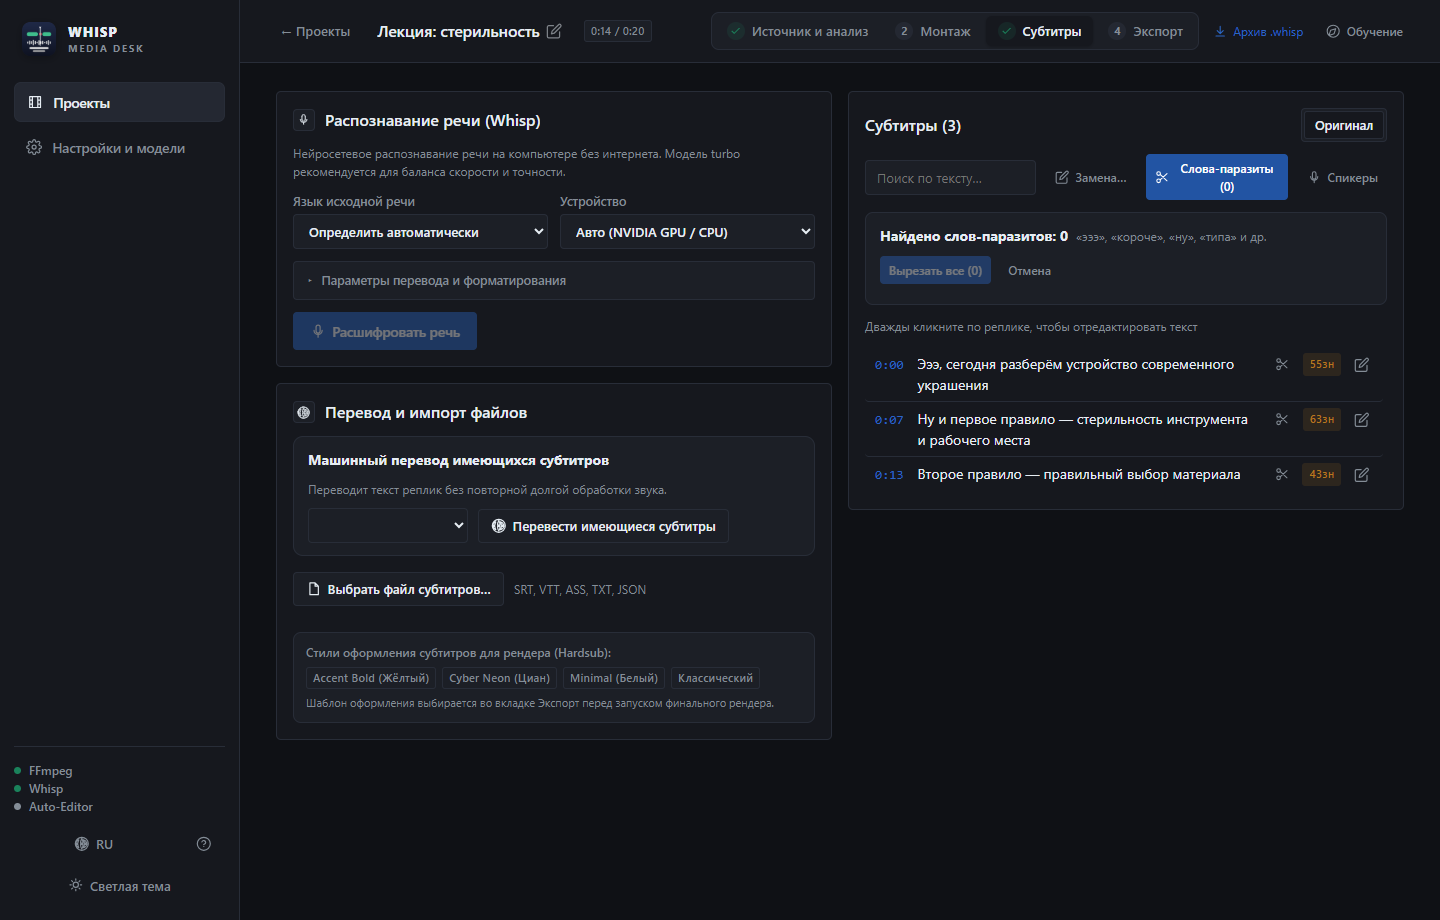 WHISP
MEDIA DESK
Проекты
Настройки и модели
FFmpeg
Whisp
Auto-Editor
RU
Светлая тема
← Проекты
Лекция: стерильность
0:14 / 0:20
Источник и анализ
2 Монтаж
Субтитры
4 Экспорт
Архив .whisp
Обучение
Распознавание речи (Whisp)
Нейросетевое распознавание речи на компьютере без интернета. Модель turbo
рекомендуется для баланса скорости и точности.
Язык исходной речи
Устройство
Определить автоматически
Авто (NVIDIA GPU / CPU)
Параметры перевода и форматирования
Расшифровать речь
Перевод и импорт файлов
Машинный перевод имеющихся субтитров
Переводит текст реплик без повторной долгой обработки звука.
Перевести имеющиеся субтитры
Выбрать файл субтитров...
SRT, VTT, ASS, TXT, JSON
Стили оформления субтитров для рендера (Hardsub):
Accent Bold (Жёлтый)
Cyber Neon (Циан)
Minimal (Белый)
Классический
Шаблон оформления выбирается во вкладке Экспорт перед запуском финального рендера.
Субтитры (3)
Оригинал
Поиск по тексту...
Замена...
Слова-паразиты
(0)
Спикеры
Найдено слов-паразитов: 0 «эээ», «короче», «ну», «типа» и др.
Вырезать все (0)
Отмена
Дважды кликните по реплике, чтобы отредактировать текст
0:00 Эээ, сегодня разберём устройство современного
украшения
55зн
0:07 Ну и первое правило — стерильность инструмента
и рабочего места
63зн
0:13 Второе правило — правильный выбор материала
43зн